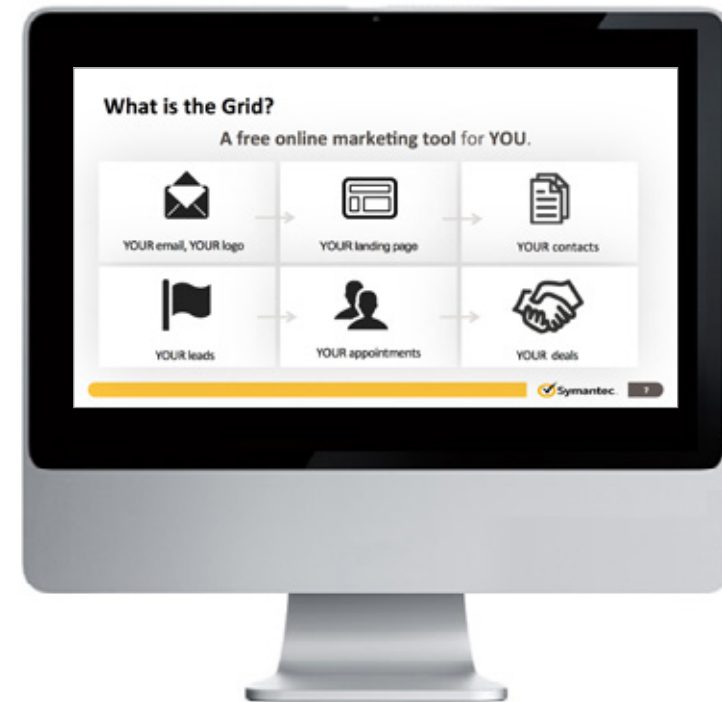 What is the Grid?
A free online marketing tool for YOU.
YOUR email, YOUR logo
YOUR landing page
YOUR contacts
YOUR leads
YOUR appointments
YOUR deals
Symantec.
7